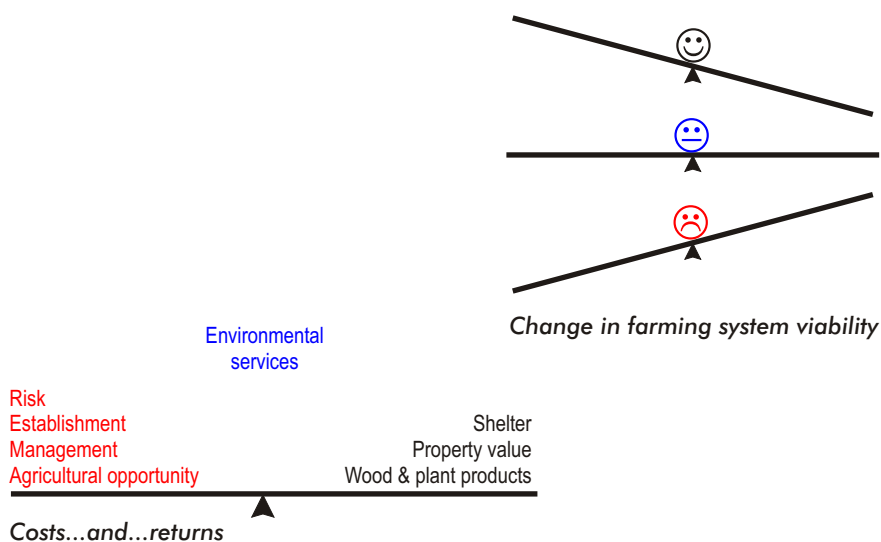 Change in farming system viability
Environmental
services
Risk
Establishment
Management
Agricultural opportunity
Shelter
Property value
Wood & plant products
Costs...and...returns